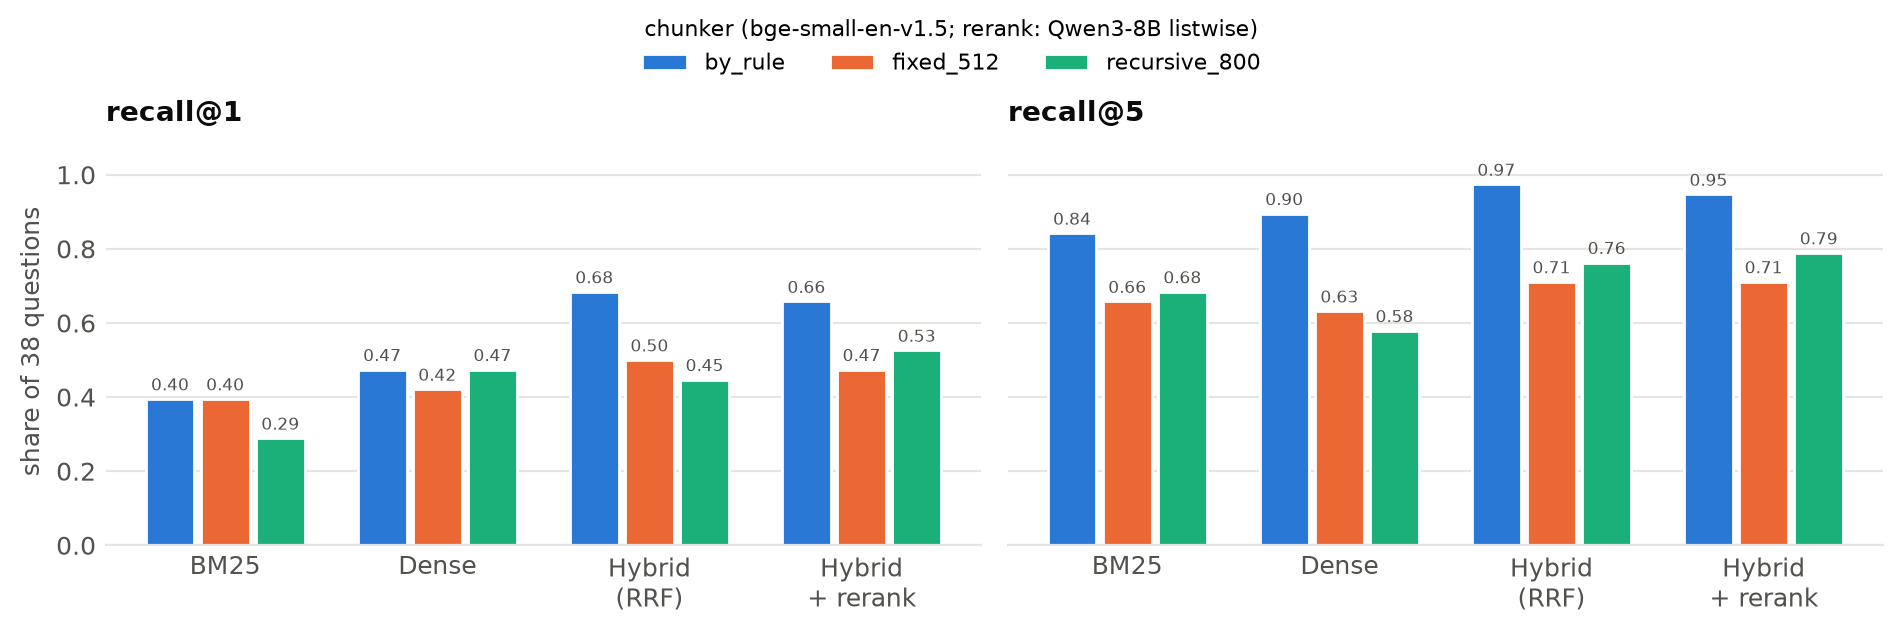 chunker (bge-small-en-v1.5; rerank: Qwen3-8B listwise)
by_rule fixed_512 recursive_800
recall@1
share of 38 questions
1.0
0.8
0.6
0.4
0.2
0.0
0.40 0.40 0.29
0.47 0.42 0.47
0.68 0.50 0.45
0.66 0.47 0.53
BM25
Dense
Hybrid
(RRF)
Hybrid
+ rerank
recall@5
0.84 0.66 0.68
0.90 0.63 0.58
0.97 0.71 0.76
0.95 0.71 0.79
BM25
Dense
Hybrid
(RRF)
Hybrid
+ rerank